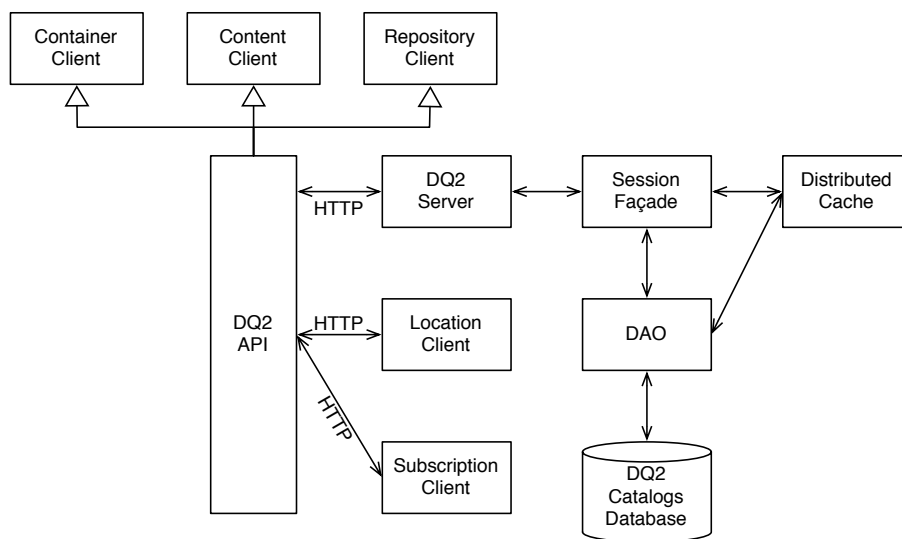 Container
Client
Content
Client
Repository
Client
DQ2
API
HTTP
DQ2
Server
Session
Façade
Distributed
Cache
HTTP
Location
Client
DAO
HTTP
Subscription
Client
DQ2
Catalogs
Database